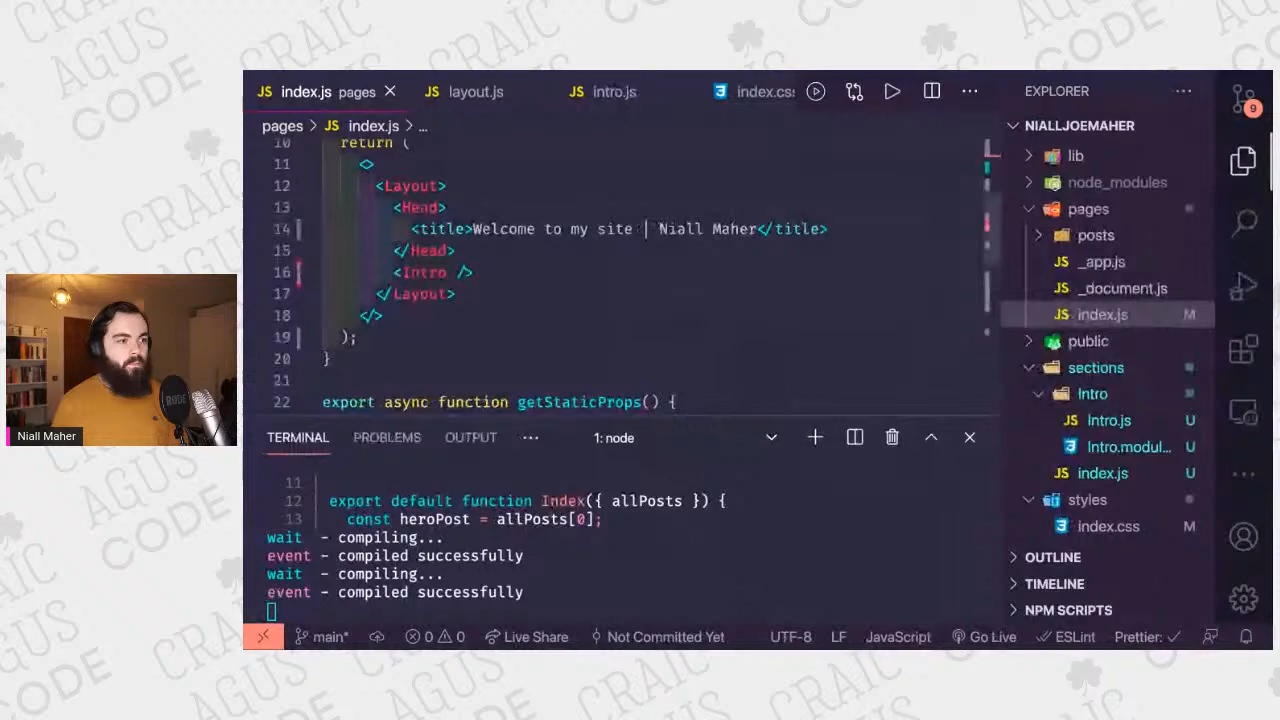 CRAIC
AGUS
CODE
index.js pages
layout.js
intro.js
index.css
pages > index.js > ...
10 return (
11 <>
12 <Layout>
13 <Head>
14 <title>Welcome to my site | Niall Maher</title>
15 </Head>
16 <Intro />
17 </Layout>
18 </>
19 );
20 }
21
22 export async function getStaticProps() {
TERMINAL PROBLEMS OUTPUT ... 1: node
11
12 export default function Index({ allPosts }) {
13 const heroPost = allPosts[0];
wait - compiling...
event - compiled successfully
wait - compiling...
event - compiled successfully
EXPLORER
NIALLJOEMAHER
lib
node_modules
pages
posts
_app.js
_document.js
index.js M
public
sections
Intro
Intro.js U
Intro.modul... U
index.js U
styles
index.css M
OUTLINE
TIMELINE
NPM SCRIPTS
9
main* 0 0 Live Share Not Committed Yet UTF-8 LF JavaScript Go Live ESLint Prettier: ✓
RODE
Niall Maher